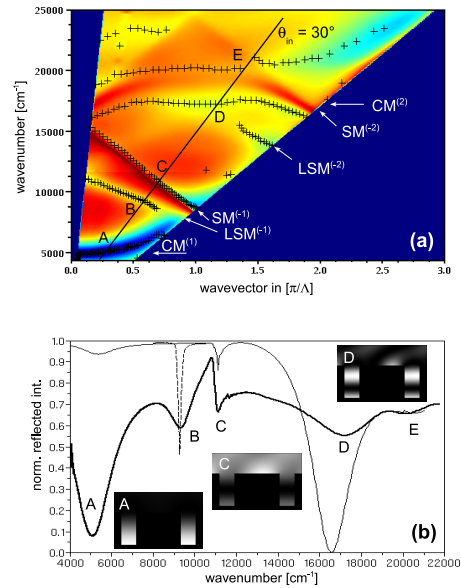 25000
20000
15000
10000
5000
wavenumber [cm⁻¹]
0.0 0.5 1.0 1.5 2.0 2.5 3.0
wavevector in [π/Λ]
θin = 30°
E
D
C
B
A
CM(2)
SM(-2)
LSM(-2)
SM(-1)
LSM(-1)
CM(1)
(a)
1.0
0.9
0.8
0.7
0.6
0.5
0.4
0.3
0.2
0.1
0.0
norm. reflected int.
A
B
C
D
E
A
C
D
(b)
4000 6000 8000 10000 12000 14000 16000 18000 20000 22000
wavenumber [cm⁻¹]